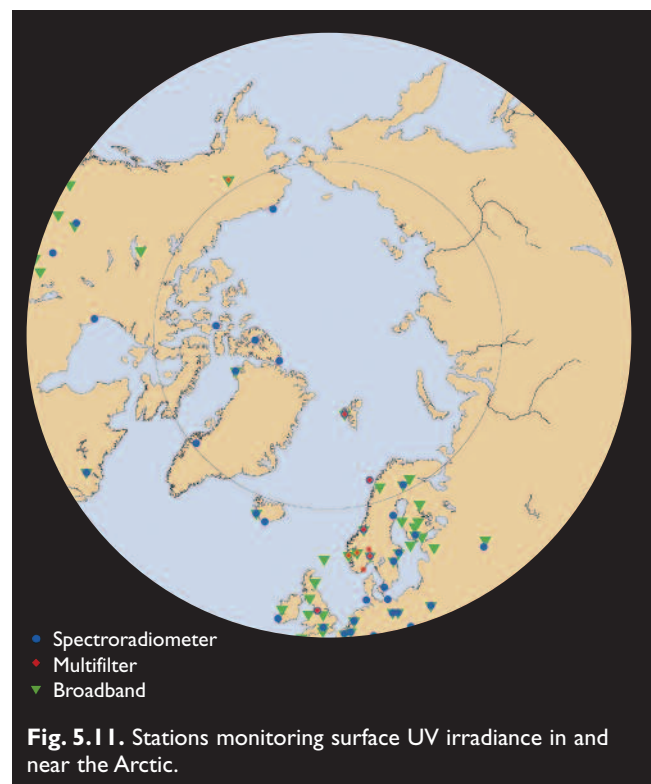 Spectroradiometer
Multifilter
Broadband
Fig. 5.11. Stations monitoring surface UV irradiance in and
near the Arctic.